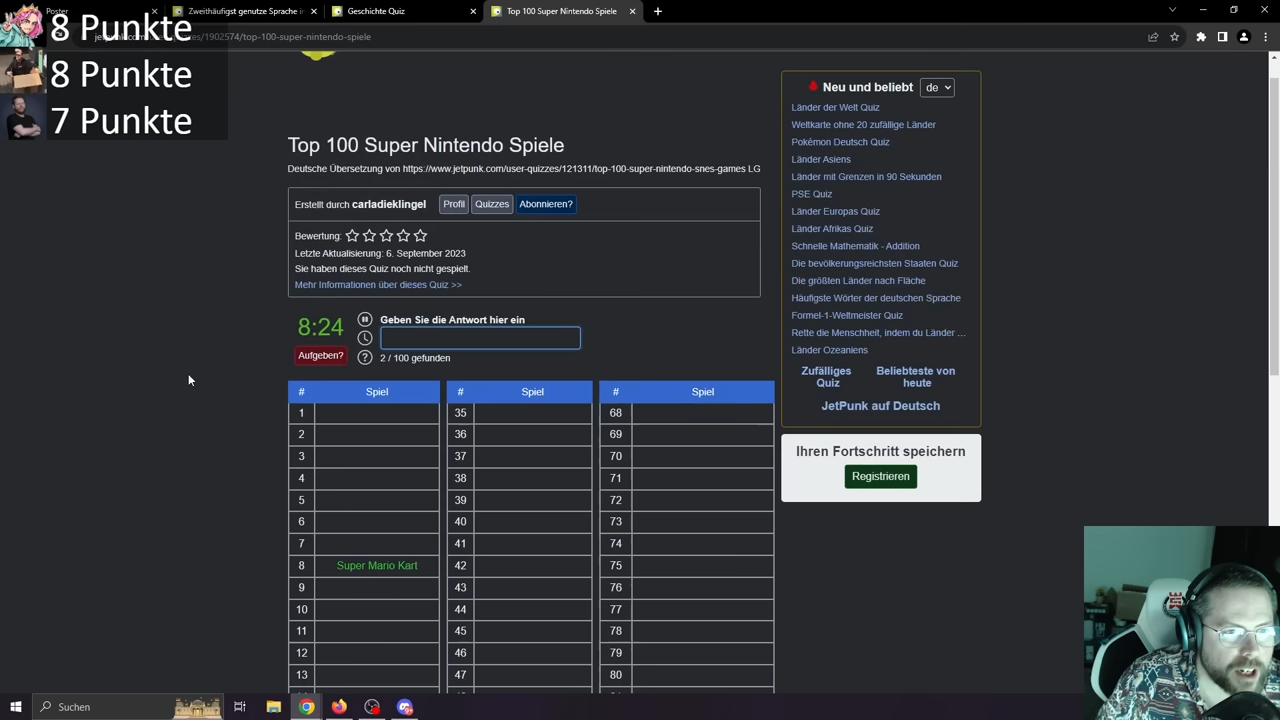 Poster
Zweithäufigst genutze Sprache in
Geschichte Quiz
Top 100 Super Nintendo Spiele
8 Punkte
8 Punkte
7 Punkte
1902574/top-100-super-nintendo-spiele
Top 100 Super Nintendo Spiele
Deutsche Übersetzung von https://www.jetpunk.com/user-quizzes/121311/top-100-super-nintendo-snes-games LG
Erstellt durch carladieklingel Profil Quizzes Abonnieren?
Bewertung:
Letzte Aktualisierung: 6. September 2023
Sie haben dieses Quiz noch nicht gespielt.
Mehr Informationen über dieses Quiz >>
8:24
Aufgeben?
Geben Sie die Antwort hier ein
2 / 100 gefunden
# Spiel # Spiel # Spiel
1 35 68
2 36 69
3 37 70
4 38 71
5 39 72
6 40 73
7 41 74
8 Super Mario Kart 42 75
9 43 76
10 44 77
11 45 78
12 46 79
13 47 80
Neu und beliebt de
Länder der Welt Quiz
Weltkarte ohne 20 zufällige Länder
Pokémon Deutsch Quiz
Länder Asiens
Länder mit Grenzen in 90 Sekunden
PSE Quiz
Länder Europas Quiz
Länder Afrikas Quiz
Schnelle Mathematik - Addition
Die bevölkerungsreichsten Staaten Quiz
Die größten Länder nach Fläche
Häufigste Wörter der deutschen Sprache
Formel-1-Weltmeister Quiz
Rette die Menschheit, indem du Länder ...
Länder Ozeaniens
Zufälliges Quiz
Beliebteste von heute
JetPunk auf Deutsch
Ihren Fortschritt speichern
Registrieren
Suchen